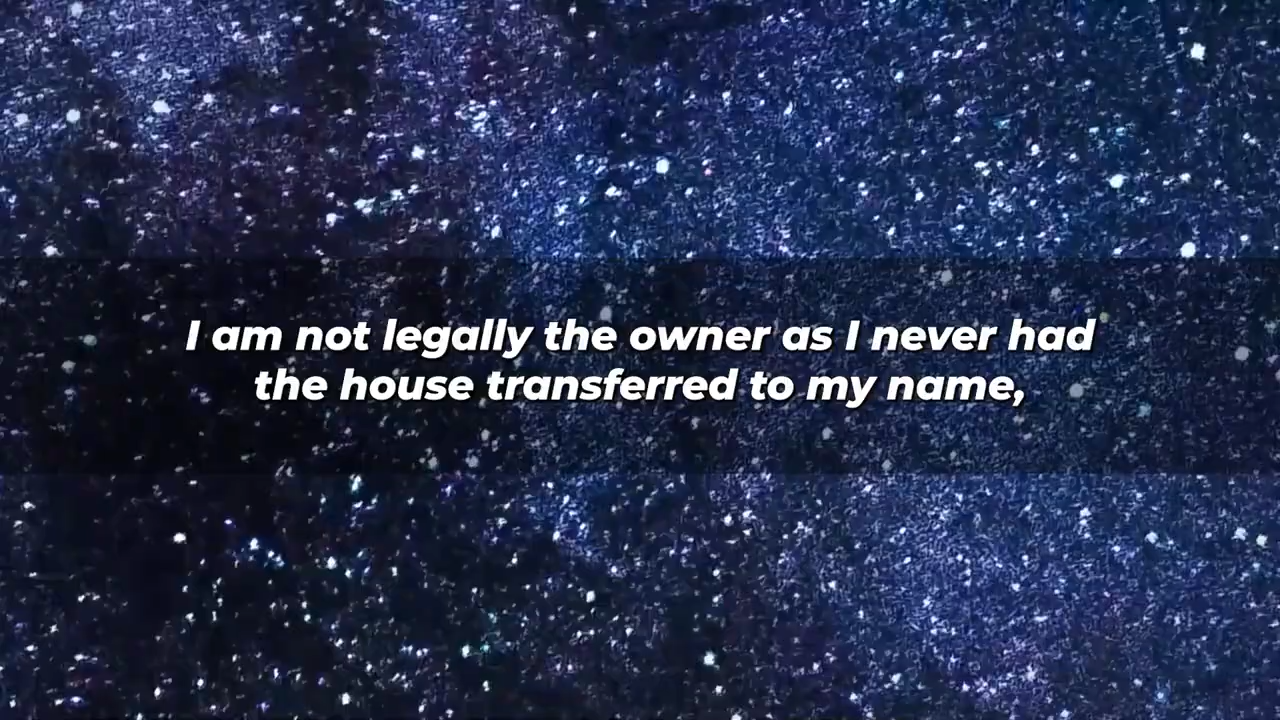 I am not legally the owner as I never had
the house transferred to my name,